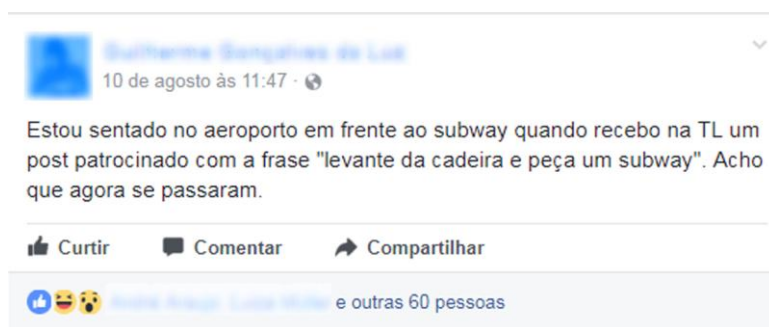 10 de agosto às 11:47 ·
Estou sentado no aeroporto em frente ao subway quando recebo na TL um
post patrocinado com a frase "levante da cadeira e peça um subway". Acho
que agora se passaram.
Curtir Comentar Compartilhar
e outras 60 pessoas